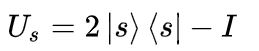 U_s = 2 |s⟩ ⟨s| − I